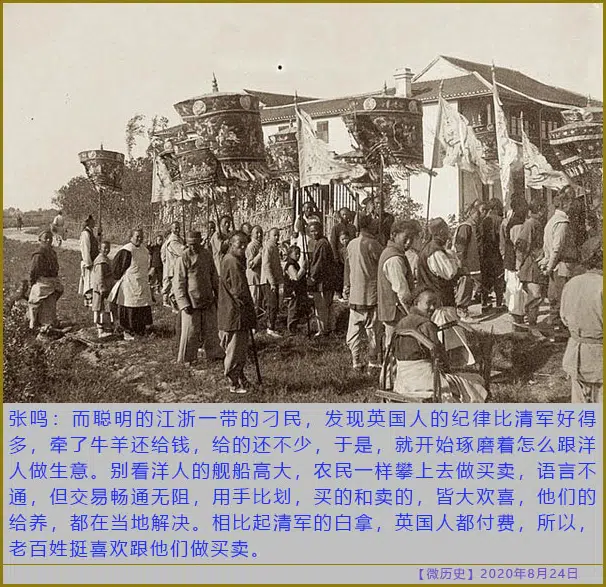 张鸣：而聪明的江浙一带的刁民，发现英国人的纪律比清军好得
多，牵了牛羊还给钱，给的还不少，于是，就开始琢磨着怎么跟洋
人做生意。别看洋人的舰船高大，农民一样攀上去做买卖，语言不
通，但交易畅通无阻，用手比划，买的和卖的，皆大欢喜，他们的
给养，都在当地解决。相比起清军的白拿，英国人都付费，所以，
老百姓挺喜欢跟他们做买卖。
【微历史】2020年8月24日